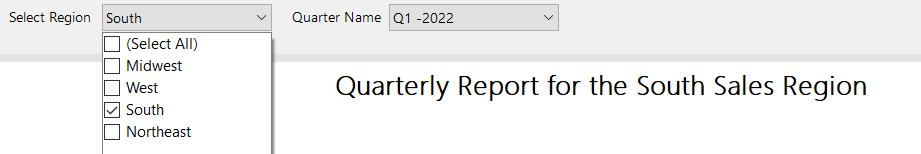 Select Region South Quarter Name Q1 -2022
(Select All)
Midwest
West
South
Northeast
Quarterly Report for the South Sales Region